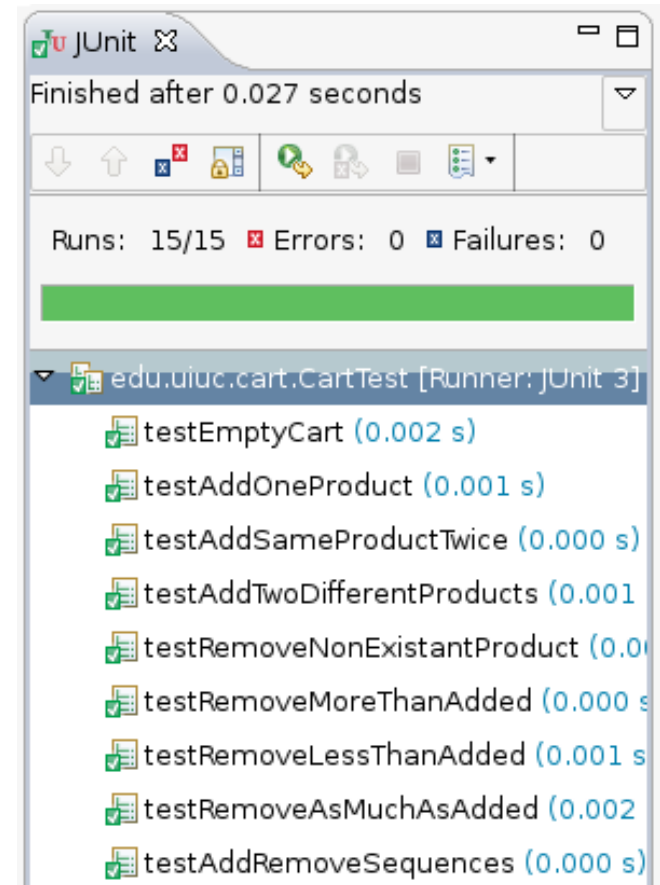 JUnit
Finished after 0.027 seconds
Runs: 15/15 Errors: 0 Failures: 0
edu.uiuc.cart.CartTest [Runner: JUnit 3]
testEmptyCart (0.002 s)
testAddOneProduct (0.001 s)
testAddSameProductTwice (0.000 s)
testAddTwoDifferentProducts (0.001
testRemoveNonExistantProduct (0.0
testRemoveMoreThanAdded (0.000 s
testRemoveLessThanAdded (0.001 s
testRemoveAsMuchAsAdded (0.002
testAddRemoveSequences (0.000 s)